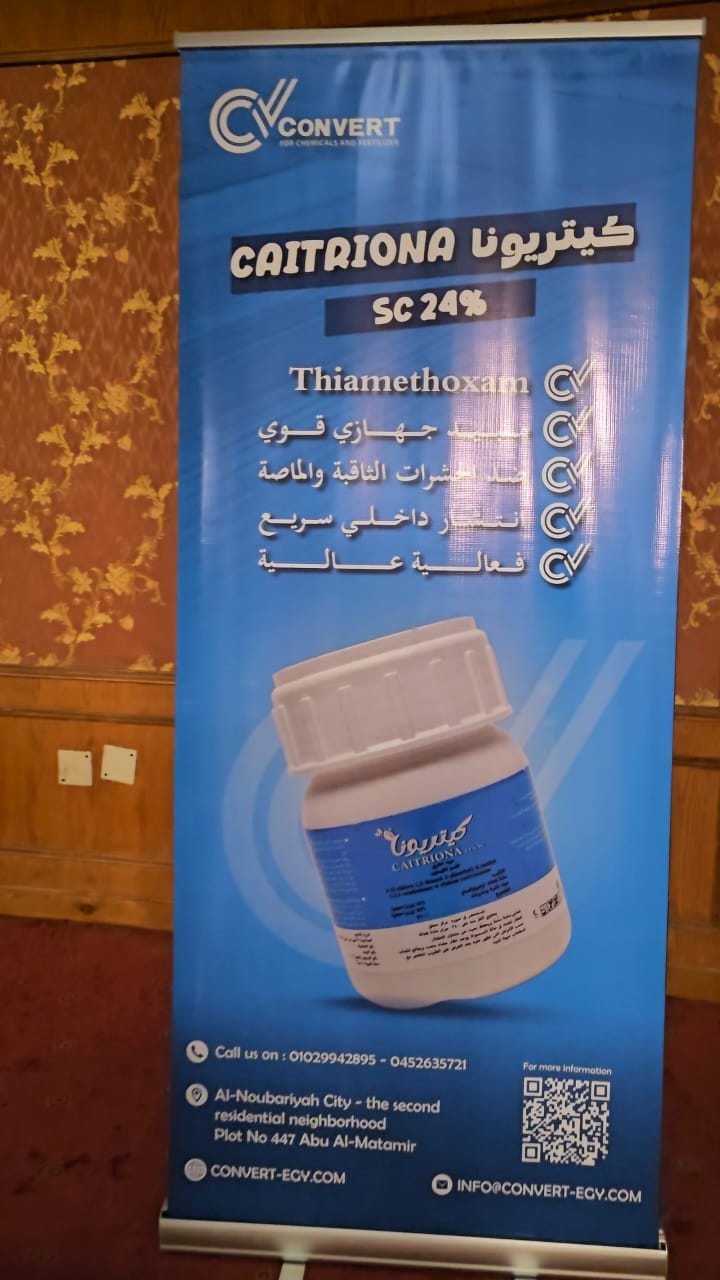 CONVERT
FOR CHEMICALS AND FERTILIZER
CAITRIONA كيتريونا
SC 24%
Thiamethoxam
مبيد جهازي قوي
ضد الحشرات الثاقبة والماصة
انتشار داخلي سريع
فعالية عالية
كيتريونا
CAITRIONA
Call us on : 01029942895 - 0452635721
Al-Noubariyah City - the second
residential neighborhood
Plot No 447 Abu Al-Matamir
CONVERT-EGY.COM
For more information
INFO@CONVERT-EGY.COM